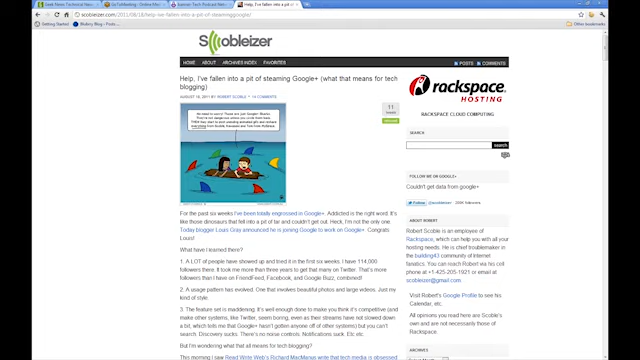 Geek News Technical News
GoToMeeting
scobleizer.com/2011/08/18/help-ive-fallen-into-a-pit-of-steaming-google/
Getting Started
Blubrry Blog Posts
Other bookmarks
Scobleizer
HOME ABOUT ARCHIVES INDEX FAVORITES
POSTS COMMENTS
Help, I've fallen into a pit of steaming Google+ (what that means for tech
blogging)
AUGUST 18, 2011 BY ROBERT SCOBLE
COMMENTS
11
For the past six weeks I've been totally engrossed in Google+. Addicted is the right word. It's
like those dinosaurs that fell into a pit of tar and couldn't get out. Heck, I'm not the only one.
Today blogger Louis Gray announced he is joining Google to work on Google+. Congrats
Louis!
What have I learned there?
1. A LOT of people have showed up and tried it in the first six weeks. I have 114,000
followers there. It took me more than three years to get that many on Twitter. That's more
followers than I have on FriendFeed, Facebook, and Google Buzz, combined!
2. A usage pattern has evolved. One that involves beautiful photos and large videos. Just my
kind of style.
3. The feature set is maddening. It's well done enough to make you think it's competitive (and
make other systems, like Twitter, seem boring, even as their streams have not slowed down
a bit, which tells me that Google+ hasn't gotten anyone off of other systems) but you can't
search. Discovery sucks. There's no noise controls. Notifications suck. Etc etc.
But I'm wondering what all this means for tech blogging?
This morning I saw Read Write Web's Richard MacManus write that tech media is obsessed
rackspace
HOSTING
RACKSPACE CLOUD COMPUTING
SEARCH
search
FOLLOW ME ON GOOGLE+
Couldn't get data from google+
Follow @scobleizer
followers
ABOUT ROBERT
Robert Scoble is an employee of
Rackspace, which can help you with all your
hosting needs. He is chief troublemaker in
the building43 community of Internet
fanatics. You can reach Robert via his cell
phone at +1-425-205-1921 or email at
scobleizer@gmail.com.
Visit Robert's Google Profile to see his
Calendar, etc.
All opinions you read here are Scoble's own
and are not necessarily those of
Rackspace.
ARCHIVES